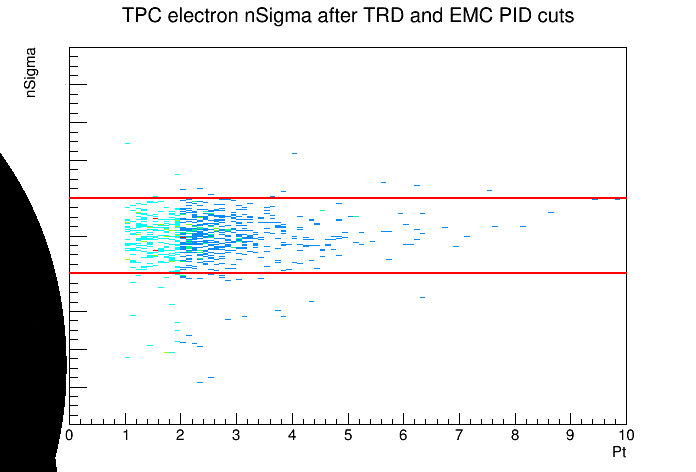 TPC electron nSigma after TRD and EMC PID cuts
nSigma
0 1 2 3 4 5 6 7 8 9 10
Pt